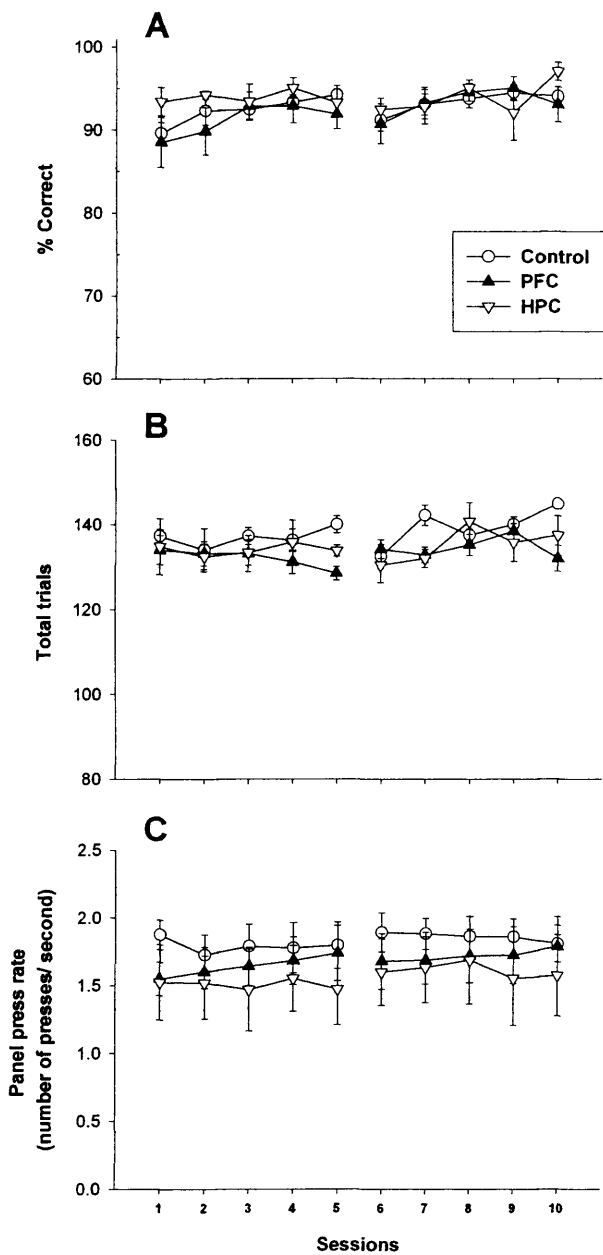 A
100
90
80
70
60
% Correct
Control
PFC
HPC
B
160
140
120
100
80
Total trials
C
2.5
2.0
1.5
1.0
0.5
0.0
Panel press rate
(number of presses/ second)
1 2 3 4 5 6 7 8 9 10
Sessions